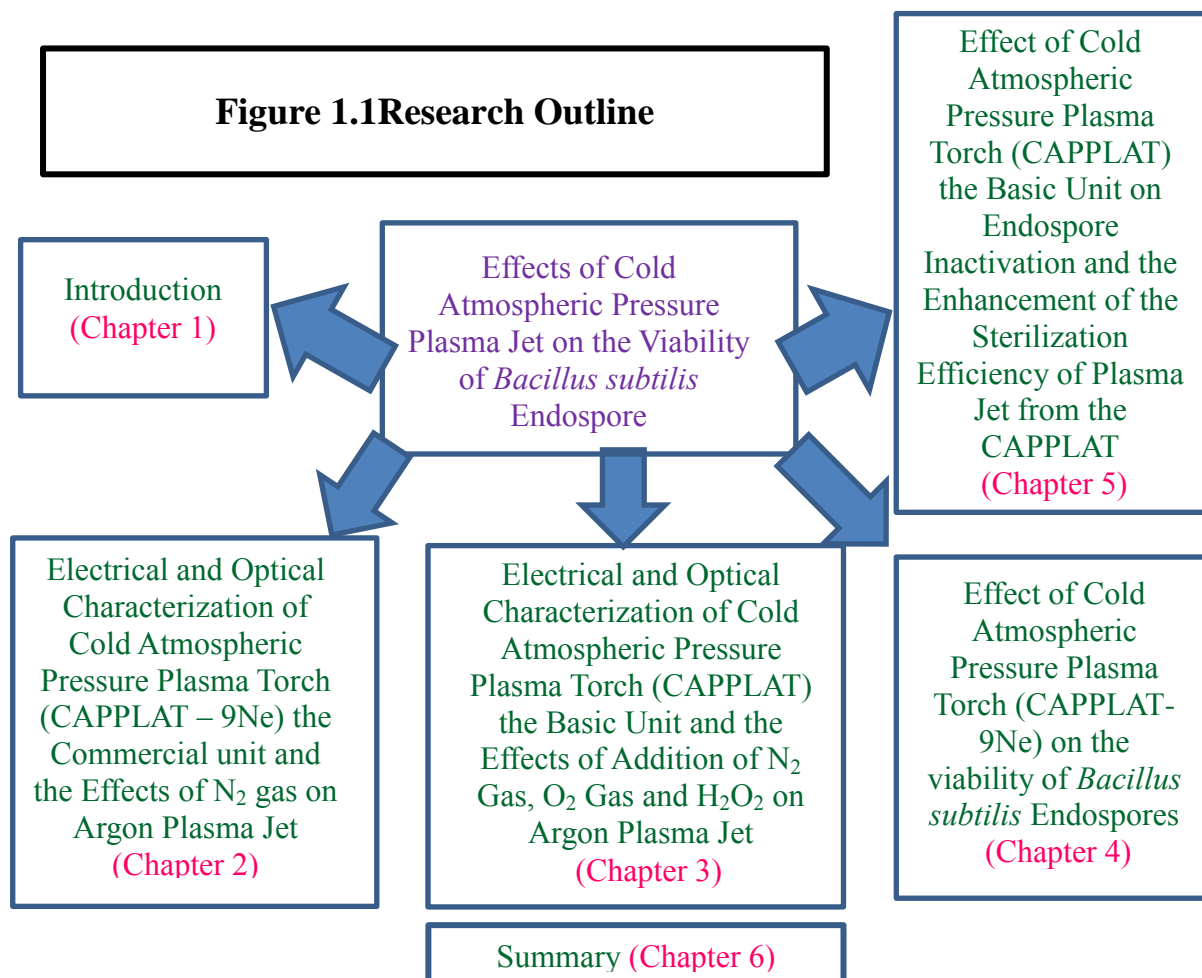 Figure 1.1Research Outline
Introduction
(Chapter 1)
Effects of Cold
Atmospheric Pressure
Plasma Jet on the Viability
of Bacillus subtilis
Endospore
Effect of Cold
Atmospheric
Pressure Plasma
Torch (CAPPLAT)
the Basic Unit on
Endospore
Inactivation and the
Enhancement of the
Sterilization
Efficiency of Plasma
Jet from the
CAPPLAT
(Chapter 5)
Electrical and Optical
Characterization of
Cold Atmospheric
Pressure Plasma Torch
(CAPPLAT – 9Ne) the
Commercial unit and
the Effects of N₂ gas on
Argon Plasma Jet
(Chapter 2)
Electrical and Optical
Characterization of Cold
Atmospheric Pressure
Plasma Torch (CAPPLAT)
the Basic Unit and the
Effects of Addition of N₂
Gas, O₂ Gas and H₂O₂ on
Argon Plasma Jet
(Chapter 3)
Effect of Cold
Atmospheric
Pressure Plasma
Torch (CAPPLAT-
9Ne) on the
viability of Bacillus
subtilis Endospores
(Chapter 4)
Summary (Chapter 6)